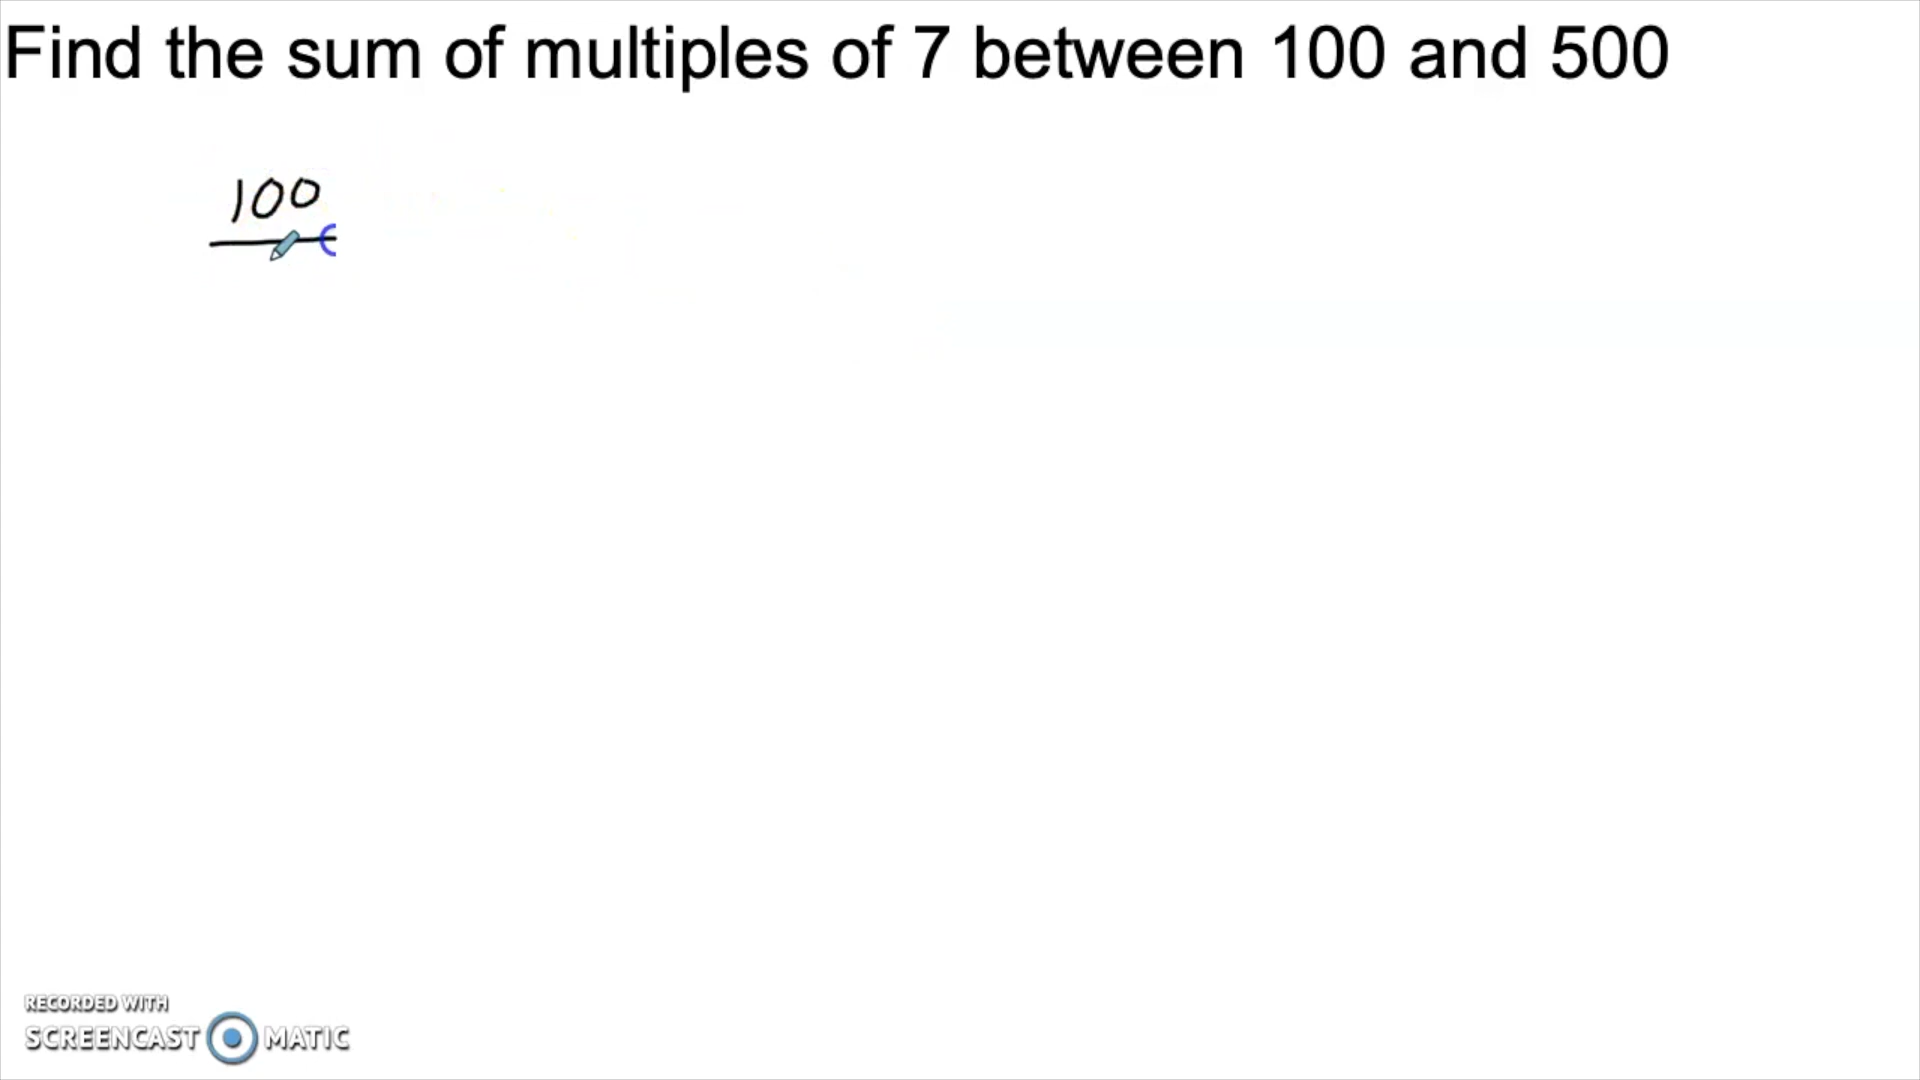 Find the sum of multiples of 7 between 100 and 500
100
RECORDED WITH
SCREENCAST MATIC